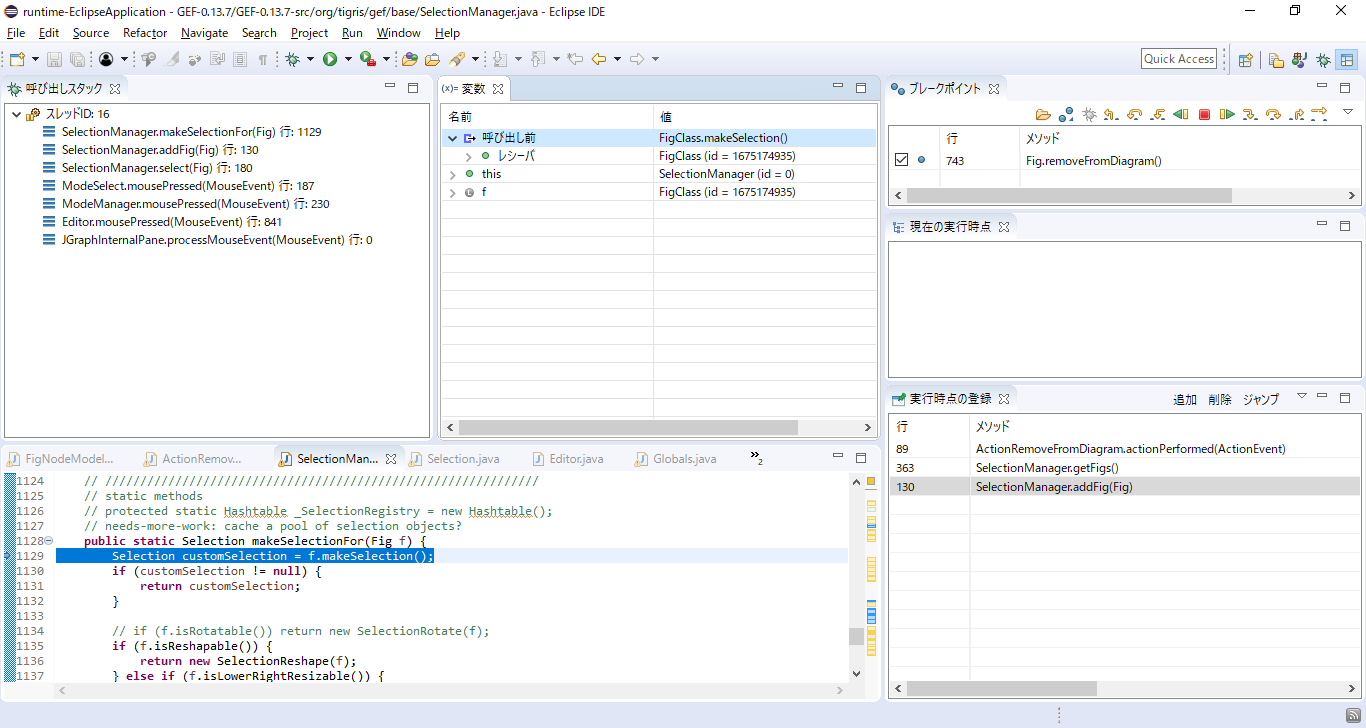 runtime-EclipseApplication - GEF-0.13.7/GEF-0.13.7-src/org/tigris/gef/base/SelectionManager.java - Eclipse IDE
File Edit Source Refactor Navigate Search Project Run Window Help
Quick Access
呼び出しスタック
スレッドID: 16
SelectionManager.makeSelectionFor(Fig) 行: 1129
SelectionManager.addFig(Fig) 行: 130
SelectionManager.select(Fig) 行: 180
ModeSelect.mousePressed(MouseEvent) 行: 187
ModeManager.mousePressed(MouseEvent) 行: 230
Editor.mousePressed(MouseEvent) 行: 841
JGraphInternalPane.processMouseEvent(MouseEvent) 行: 0
(x)= 変数
名前 値
呼び出し前 FigClass.makeSelection()
レシーバ FigClass (id = 1675174935)
this SelectionManager (id = 0)
f FigClass (id = 1675174935)
ブレークポイント
行 メソッド
743 Fig.removeFromDiagram()
現在の実行時点
実行時点の登録 追加 削除 ジャンプ
行 メソッド
89 ActionRemoveFromDiagram.actionPerformed(ActionEvent)
363 SelectionManager.getFigs()
130 SelectionManager.addFig(Fig)
FigNodeModel... ActionRemov... SelectionMan... Selection.java Editor.java Globals.java »2
1124 // //////////////////////////////////////////////////////////////
1125 // static methods
1126 // protected static Hashtable _SelectionRegistry = new Hashtable();
1127 // needs-more-work: cache a pool of selection objects?
1128 public static Selection makeSelectionFor(Fig f) {
1129 Selection customSelection = f.makeSelection();
1130 if (customSelection != null) {
1131 return customSelection;
1132 }
1133
1134 // if (f.isRotatable()) return new SelectionRotate(f);
1135 if (f.isReshapable()) {
1136 return new SelectionReshape(f);
1137 } else if (f.isLowerRightResizable()) {